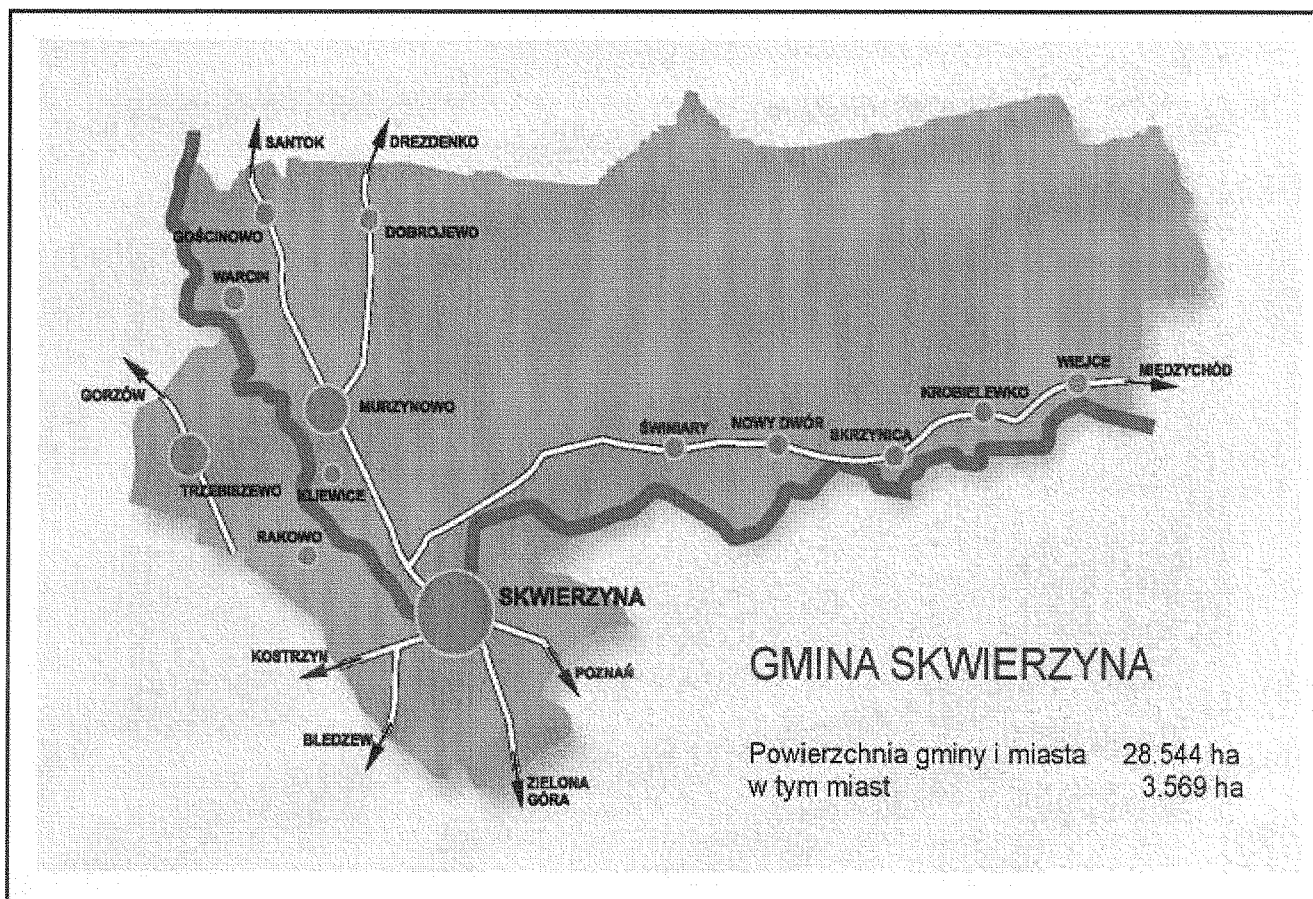 SANTOK
DREZDENKO
GOŚCINOWO
DOBROJEWO
WARCIN
GORZÓW
MURZYNOWO
WIEJCE
MIĘDZYCHÓD
KROBIELEWKO
ŚWINIARY
NOWY DWÓR
SKRZYNICA
TRZEBISZEWO
KIJEWICE
RAKOWO
SKWIERZYNA
KOSTRZYN
POZNAŃ
BLEDZEW
ZIELONA
GÓRA
GMINA SKWIERZYNA
Powierzchnia gminy i miasta 28.544 ha
w tym miast 3.569 ha